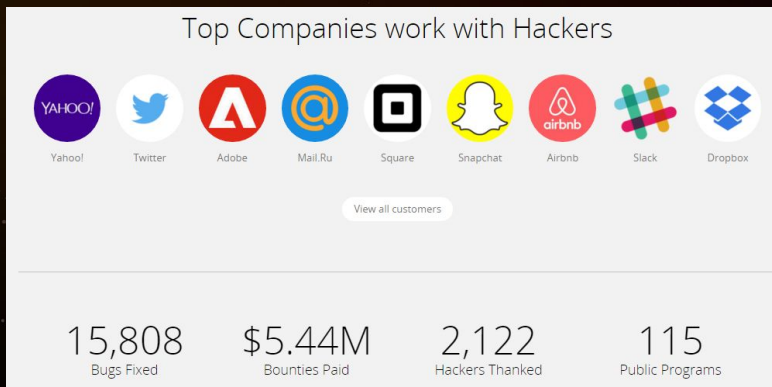 Top Companies work with Hackers
YAHOO!
airbnb
Yahoo! Twitter Adobe Mail.Ru Square Snapchat Airbnb Slack Dropbox
View all customers
15,808 $5.44M 2,122 115
Bugs Fixed Bounties Paid Hackers Thanked Public Programs